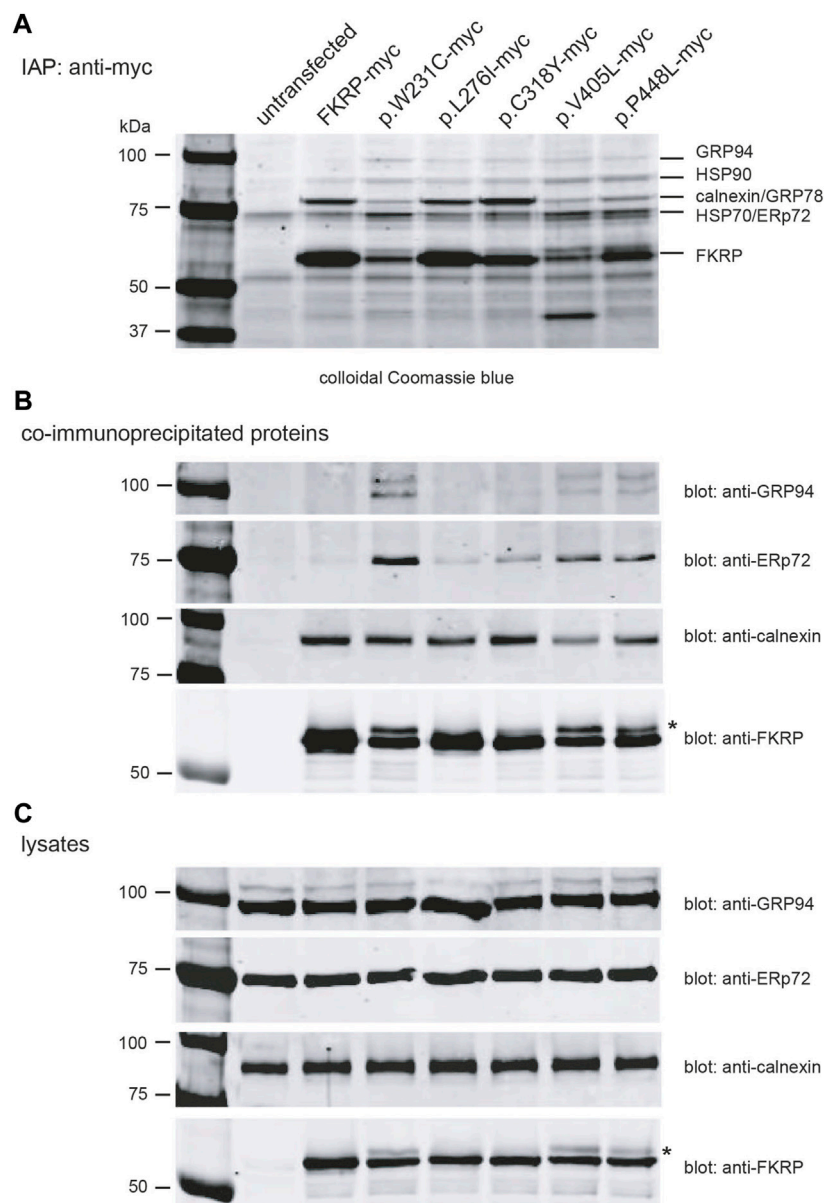 A
IAP: anti-myc
untransfected
FKRP-myc
p.W231C-myc
p.L276I-myc
p.C318Y-myc
p.V405L-myc
p.P448L-myc
kDa
100
75
50
37
GRP94
HSP90
calnexin/GRP78
HSP70/ERp72
FKRP
colloidal Coomassie blue
B
co-immunoprecipitated proteins
100
blot: anti-GRP94
75
blot: anti-ERp72
100
75
blot: anti-calnexin
*
50
blot: anti-FKRP
C
lysates
100
blot: anti-GRP94
75
blot: anti-ERp72
100
75
blot: anti-calnexin
*
50
blot: anti-FKRP